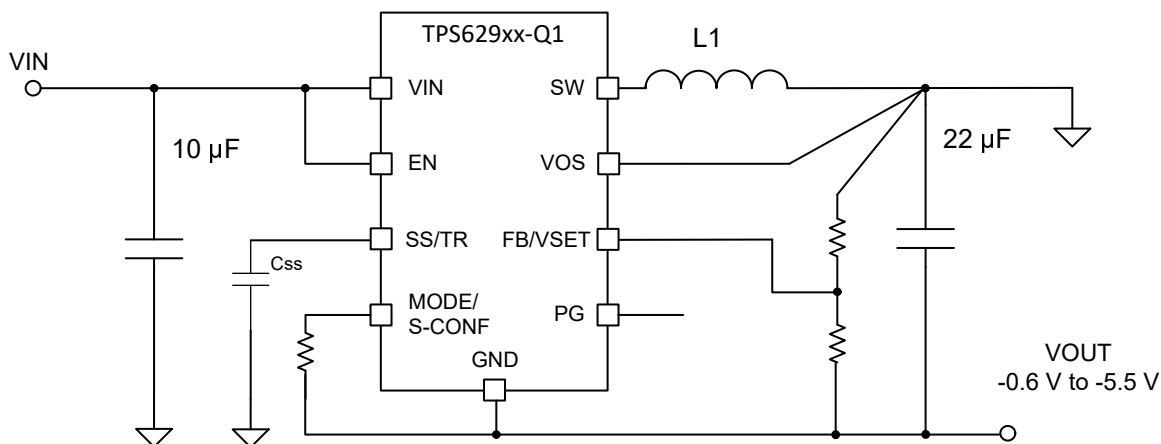 TPS629xx-Q1
VIN
L1
VIN
SW
10 µF
22 µF
EN
VOS
SS/TR
FB/VSET
Css
MODE/
S-CONF
PG
GND
VOUT
-0.6 V to -5.5 V